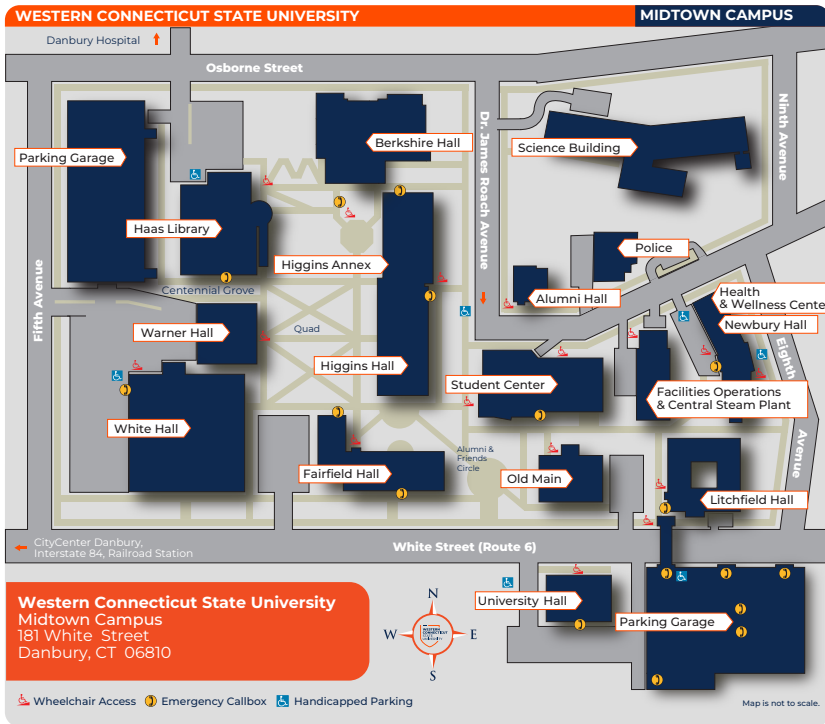 WESTERN CONNECTICUT STATE UNIVERSITY
MIDTOWN CAMPUS
Danbury Hospital
Osborne Street
Dr. James Roach Avenue
Ninth Avenue
Berkshire Hall
Science Building
Parking Garage
Haas Library
Police
Higgins Annex
Centennial Grove
Alumni Hall
Health
& Wellness Cente
Newbury Hall
Fifth Avenue
Warner Hall
Quad
Eighth
Avenue
Higgins Hall
Student Center
Facilities Operations
& Central Steam Plant
White Hall
Alumni &
Friends
Circle
Fairfield Hall
Old Main
Litchfield Hall
CityCenter Danbury,
Interstate 84, Railroad Station
White Street (Route 6)
University Hall
Parking Garage
Western Connecticut State University
Midtown Campus
181 White Street
Danbury, CT 06810
N
W
E
S
Wheelchair Access
Emergency Callbox
Handicapped Parking
Map is not to scale.